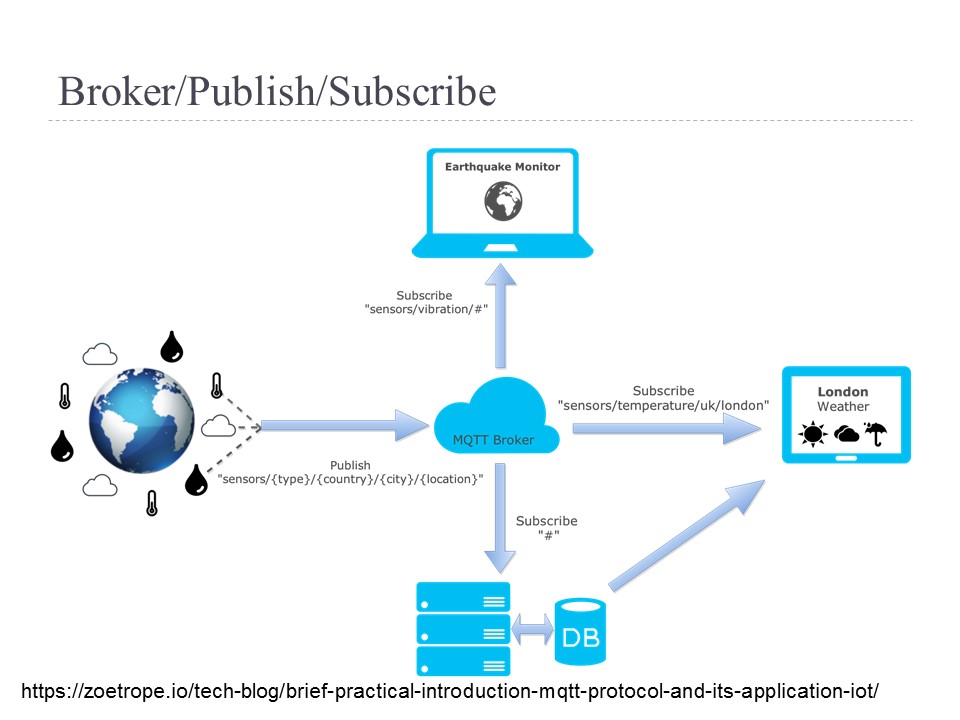 Broker/Publish/Subscribe
Earthquake Monitor
Subscribe
"sensors/vibration/#"
Subscribe
"sensors/temperature/uk/london"
London
Weather
MQTT Broker
Publish
"sensors/{type}/{country}/{city}/{location}"
Subscribe
"#"
DB
https://zoetrope.io/tech-blog/brief-practical-introduction-mqtt-protocol-and-its-application-iot/